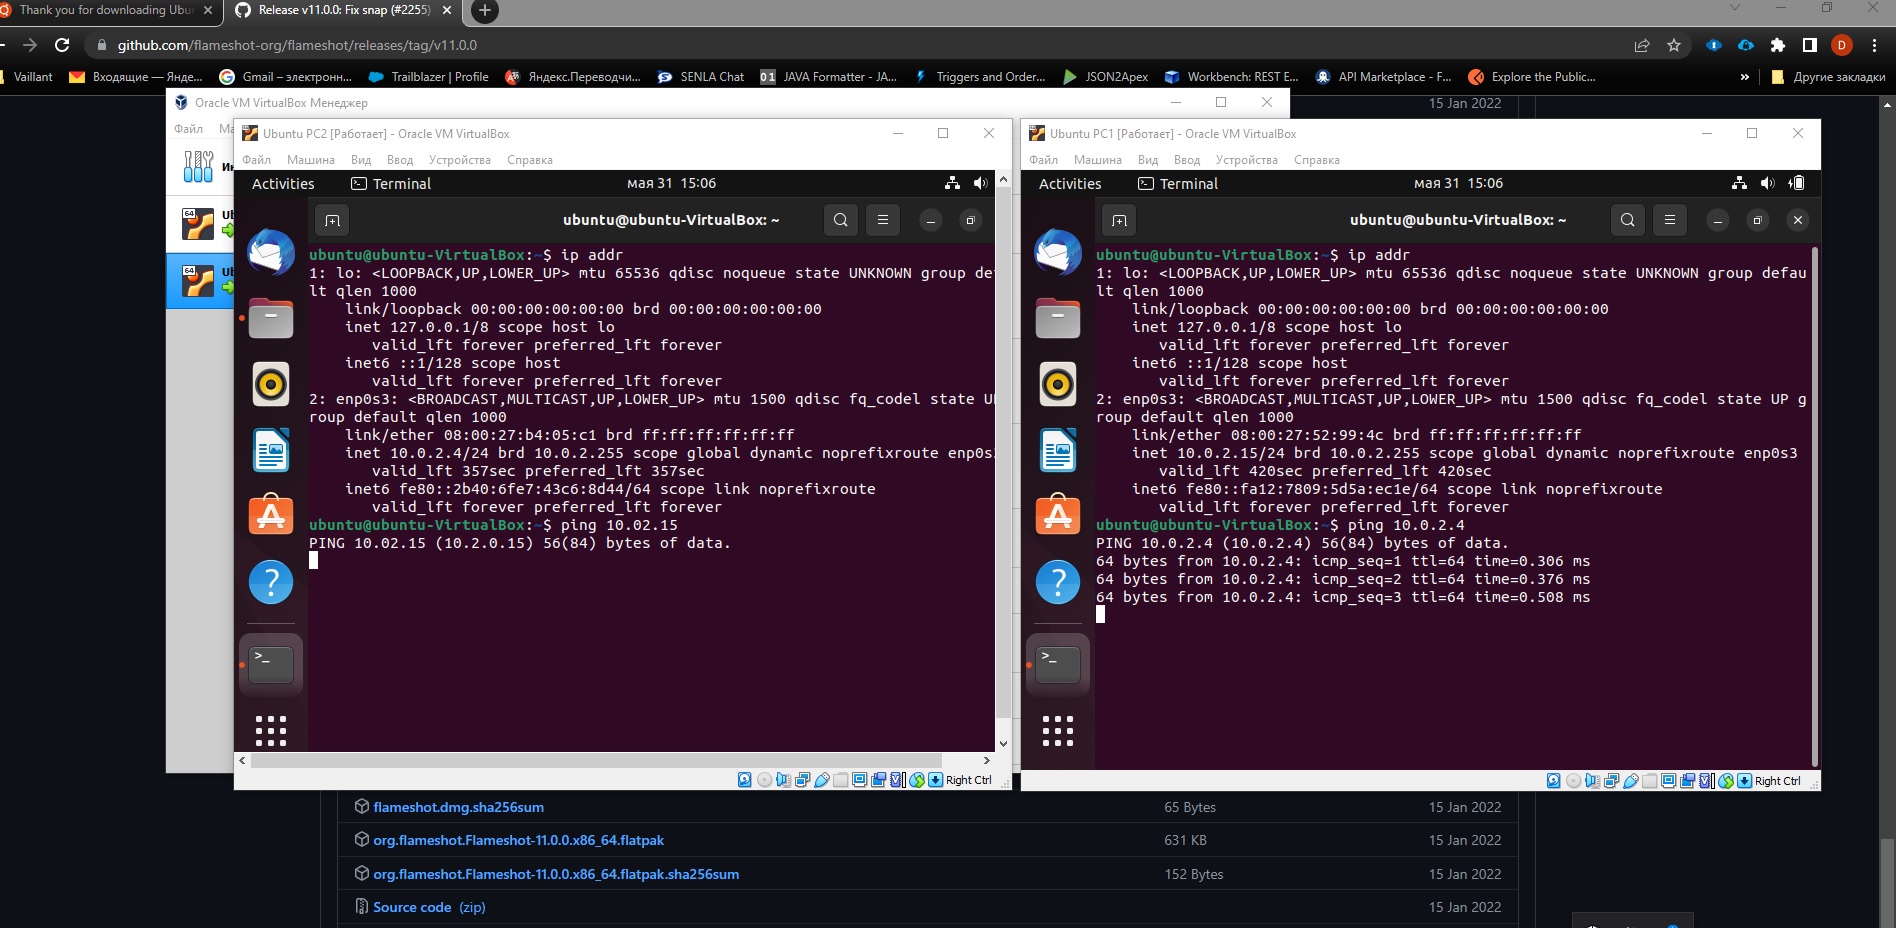 Thank you for downloading Ubu
Release v11.0.0: Fix snap (#2255)
github.com/flameshot-org/flameshot/releases/tag/v11.0.0
D
Vaillant
Входящие — Янде...
Gmail – электронн...
Trailblazer | Profile
Яндекс.Переводчи...
SENLA Chat
01 JAVA Formatter - JA...
Triggers and Order...
JSON2Apex
Workbench: REST E...
API Marketplace - F...
Explore the Public...
»
Другие закладки
15 Jan 2022
Oracle VM VirtualBox Менеджер
Файл
64
64
Ubuntu PC2 [Работает] - Oracle VM VirtualBox
Файл Машина Вид Ввод Устройства Справка
Activities Terminal мая 31 15:06
ubuntu@ubuntu-VirtualBox: ~
ubuntu@ubuntu-VirtualBox:~$ ip addr
1: lo: <LOOPBACK,UP,LOWER_UP> mtu 65536 qdisc noqueue state UNKNOWN group def
lt qlen 1000
link/loopback 00:00:00:00:00:00 brd 00:00:00:00:00:00
inet 127.0.0.1/8 scope host lo
valid_lft forever preferred_lft forever
inet6 ::1/128 scope host
valid_lft forever preferred_lft forever
2: enp0s3: <BROADCAST,MULTICAST,UP,LOWER_UP> mtu 1500 qdisc fq_codel state U
roup default qlen 1000
link/ether 08:00:27:b4:05:c1 brd ff:ff:ff:ff:ff:ff
inet 10.0.2.4/24 brd 10.0.2.255 scope global dynamic noprefixroute enp0s
valid_lft 357sec preferred_lft 357sec
inet6 fe80::2b40:6fe7:43c6:8d44/64 scope link noprefixroute
valid_lft forever preferred_lft forever
ubuntu@ubuntu-VirtualBox:~$ ping 10.02.15
PING 10.02.15 (10.2.0.15) 56(84) bytes of data.
Right Ctrl
Ubuntu PC1 [Работает] - Oracle VM VirtualBox
Файл Машина Вид Ввод Устройства Справка
Activities Terminal мая 31 15:06
ubuntu@ubuntu-VirtualBox: ~
ubuntu@ubuntu-VirtualBox:~$ ip addr
1: lo: <LOOPBACK,UP,LOWER_UP> mtu 65536 qdisc noqueue state UNKNOWN group defau
lt qlen 1000
link/loopback 00:00:00:00:00:00 brd 00:00:00:00:00:00
inet 127.0.0.1/8 scope host lo
valid_lft forever preferred_lft forever
inet6 ::1/128 scope host
valid_lft forever preferred_lft forever
2: enp0s3: <BROADCAST,MULTICAST,UP,LOWER_UP> mtu 1500 qdisc fq_codel state UP g
roup default qlen 1000
link/ether 08:00:27:52:99:4c brd ff:ff:ff:ff:ff:ff
inet 10.0.2.15/24 brd 10.0.2.255 scope global dynamic noprefixroute enp0s3
valid_lft 420sec preferred_lft 420sec
inet6 fe80::fa12:7809:5d5a:ec1e/64 scope link noprefixroute
valid_lft forever preferred_lft forever
ubuntu@ubuntu-VirtualBox:~$ ping 10.0.2.4
PING 10.0.2.4 (10.0.2.4) 56(84) bytes of data.
64 bytes from 10.0.2.4: icmp_seq=1 ttl=64 time=0.306 ms
64 bytes from 10.0.2.4: icmp_seq=2 ttl=64 time=0.376 ms
64 bytes from 10.0.2.4: icmp_seq=3 ttl=64 time=0.508 ms
Right Ctrl
flameshot.dmg.sha256sum 65 Bytes 15 Jan 2022
org.flameshot.Flameshot-11.0.0.x86_64.flatpak 631 KB 15 Jan 2022
org.flameshot.Flameshot-11.0.0.x86_64.flatpak.sha256sum 152 Bytes 15 Jan 2022
Source code (zip) 15 Jan 2022